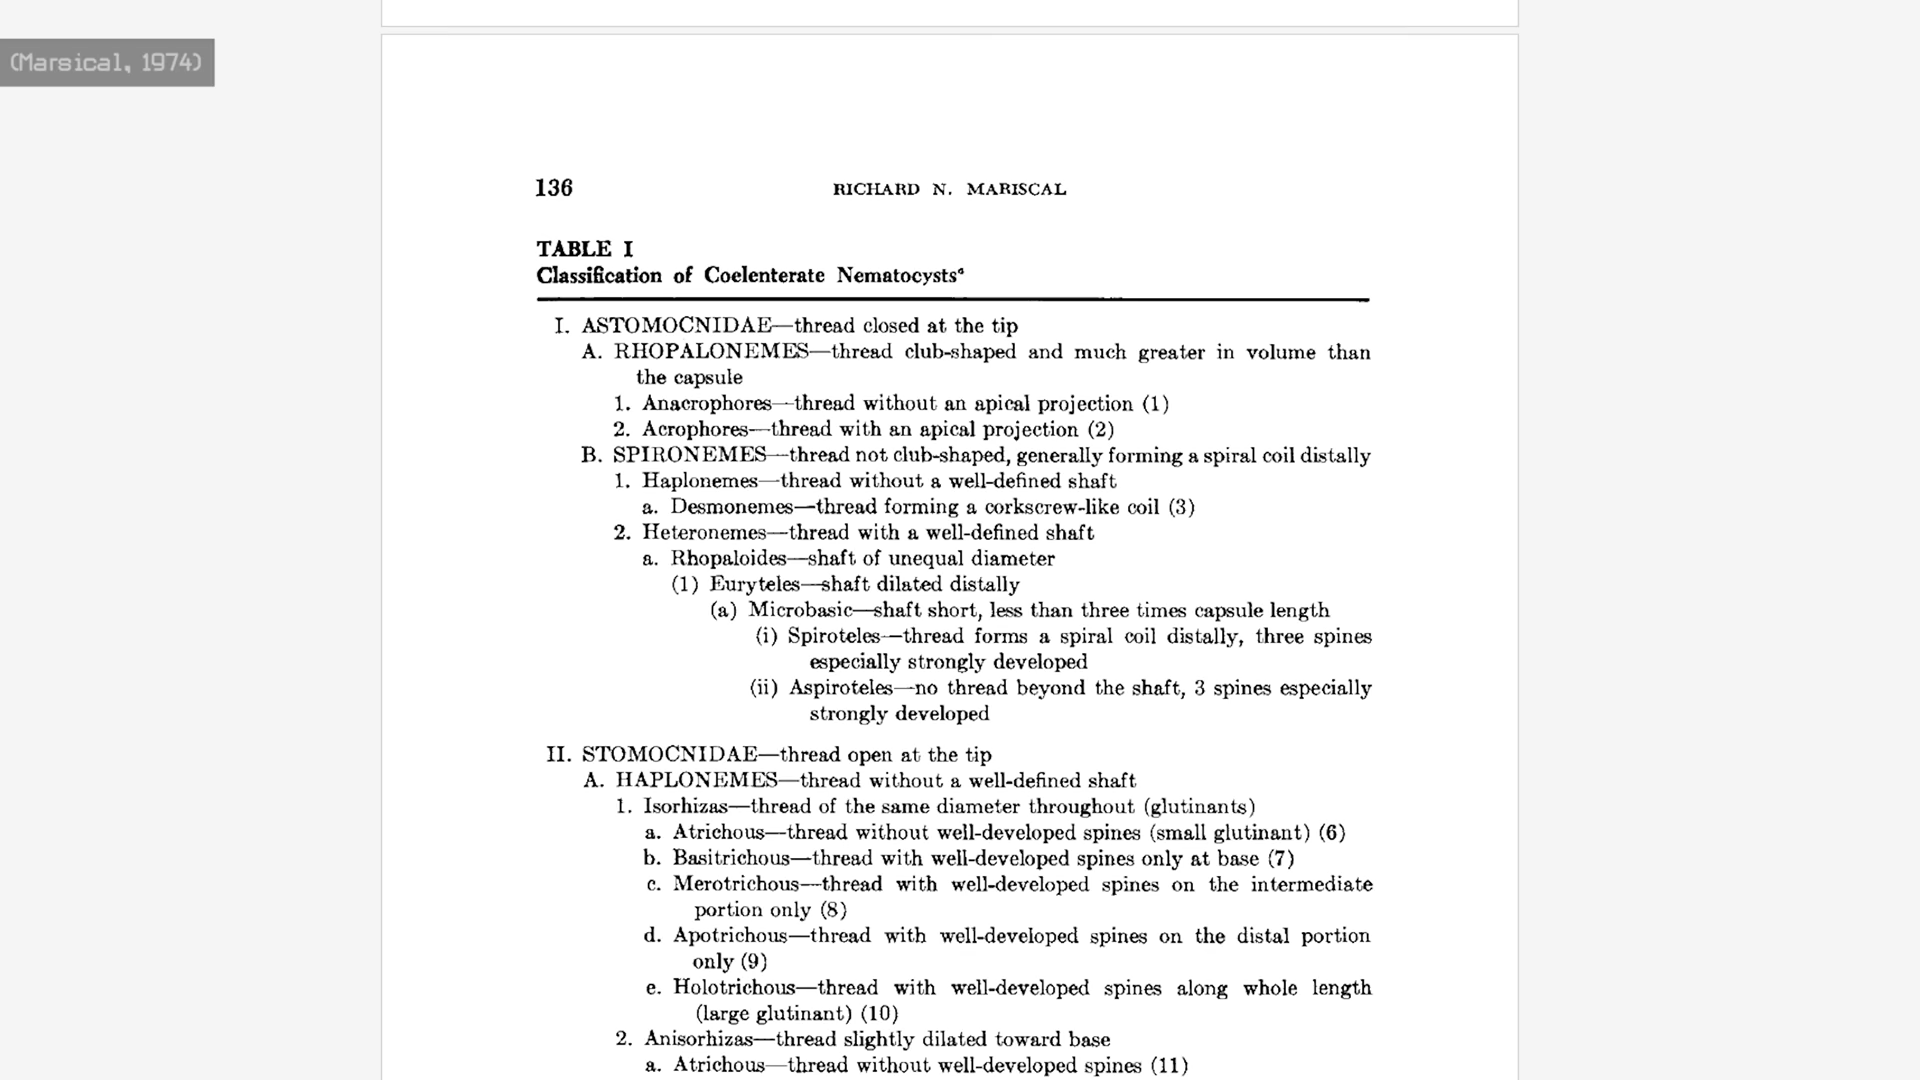 (Marsical, 1974)
136 RICHARD N. MARISCAL
TABLE I
Classification of Coelenterate Nematocystsᵃ
I. ASTOMOCNIDAE—thread closed at the tip
A. RHOPALONEMES—thread club-shaped and much greater in volume than
the capsule
1. Anacrophores—thread without an apical projection (1)
2. Acrophores—thread with an apical projection (2)
B. SPIRONEMES—thread not club-shaped, generally forming a spiral coil distally
1. Haplonemes—thread without a well-defined shaft
a. Desmonemes—thread forming a corkscrew-like coil (3)
2. Heteronemes—thread with a well-defined shaft
a. Rhopaloides—shaft of unequal diameter
(1) Euryteles—shaft dilated distally
(a) Microbasic—shaft short, less than three times capsule length
(i) Spiroteles—thread forms a spiral coil distally, three spines
especially strongly developed
(ii) Aspiroteles—no thread beyond the shaft, 3 spines especially
strongly developed
II. STOMOCNIDAE—thread open at the tip
A. HAPLONEMES—thread without a well-defined shaft
1. Isorhizas—thread of the same diameter throughout (glutinants)
a. Atrichous—thread without well-developed spines (small glutinant) (6)
b. Basitrichous—thread with well-developed spines only at base (7)
c. Merotrichous—thread with well-developed spines on the intermediate
portion only (8)
d. Apotrichous—thread with well-developed spines on the distal portion
only (9)
e. Holotrichous—thread with well-developed spines along whole length
(large glutinant) (10)
2. Anisorhizas—thread slightly dilated toward base
a. Atrichous—thread without well-developed spines (11)